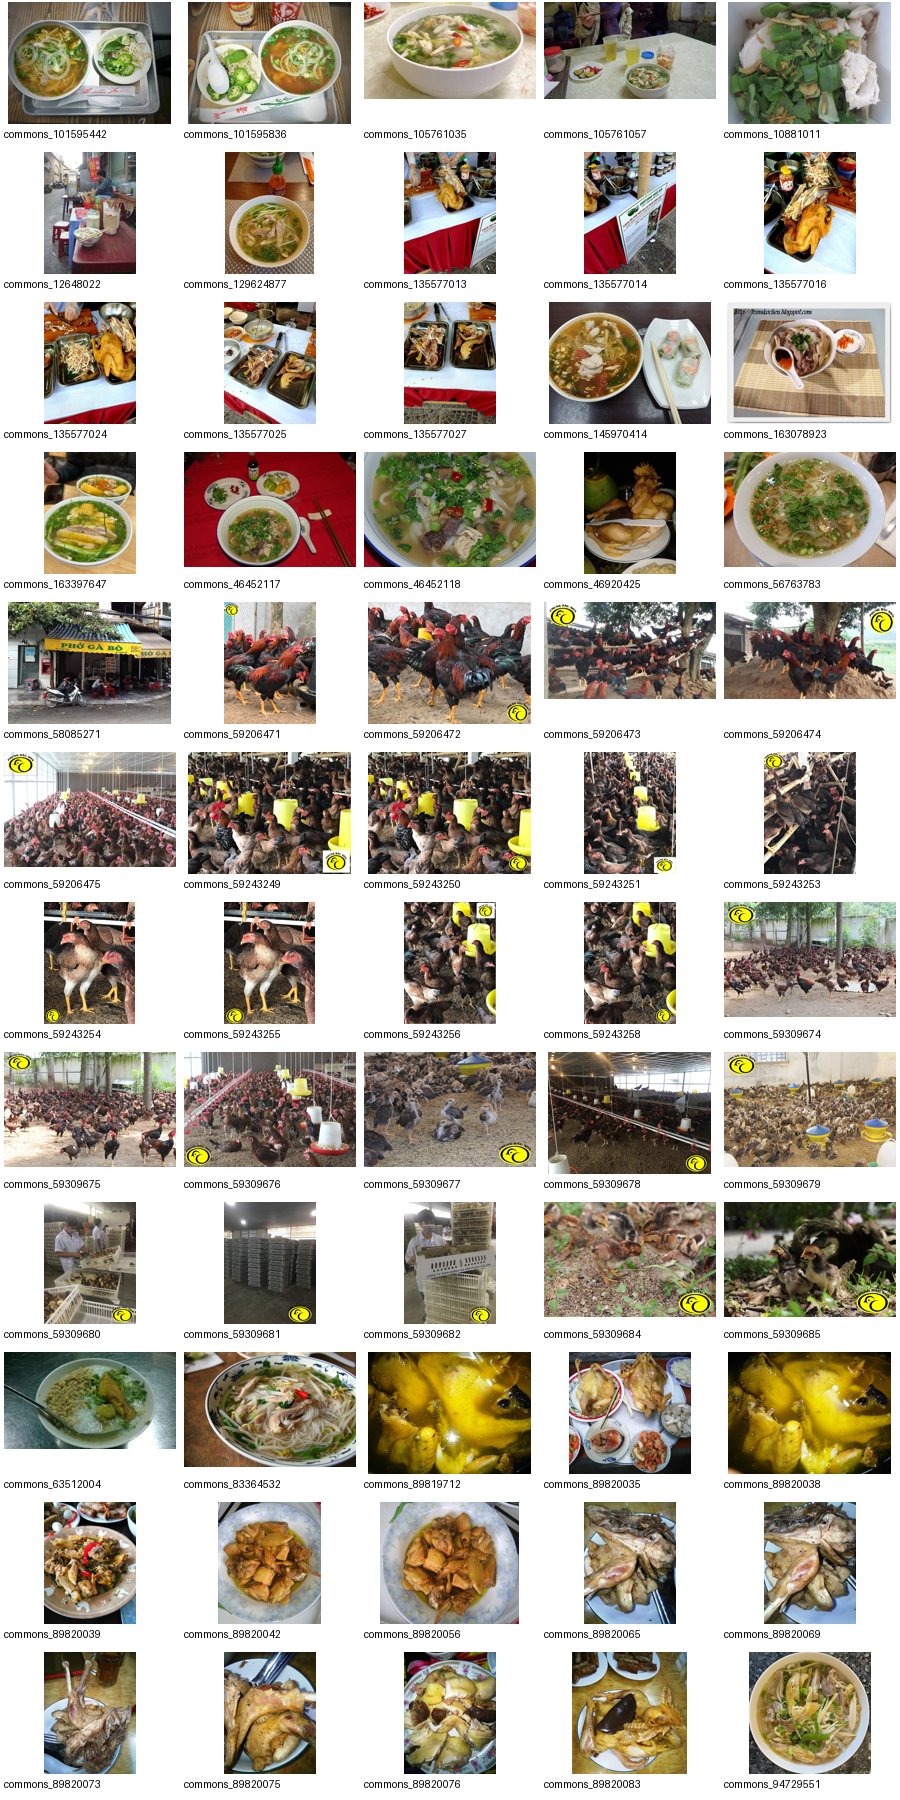 commons_101595442
commons_101595836
commons_105761035
commons_105761057
commons_10881011
commons_12648022
commons_129624877
commons_135577013
commons_135577014
commons_135577016
commons_135577024
commons_135577025
commons_135577027
commons_145970414
commons_163078923
commons_163397647
commons_46452117
commons_46452118
commons_46920425
commons_56763783
PHỞ GÀ BỘ
commons_58085271
commons_59206471
commons_59206472
commons_59206473
commons_59206474
commons_59206475
commons_59243249
commons_59243250
commons_59243251
commons_59243253
commons_59243254
commons_59243255
commons_59243256
commons_59243258
commons_59309674
commons_59309675
commons_59309676
commons_59309677
commons_59309678
commons_59309679
commons_59309680
commons_59309681
commons_59309682
commons_59309684
commons_59309685
commons_63512004
commons_83364532
commons_89819712
commons_89820035
commons_89820038
commons_89820039
commons_89820042
commons_89820056
commons_89820065
commons_89820069
commons_89820073
commons_89820075
commons_89820076
commons_89820083
commons_94729551